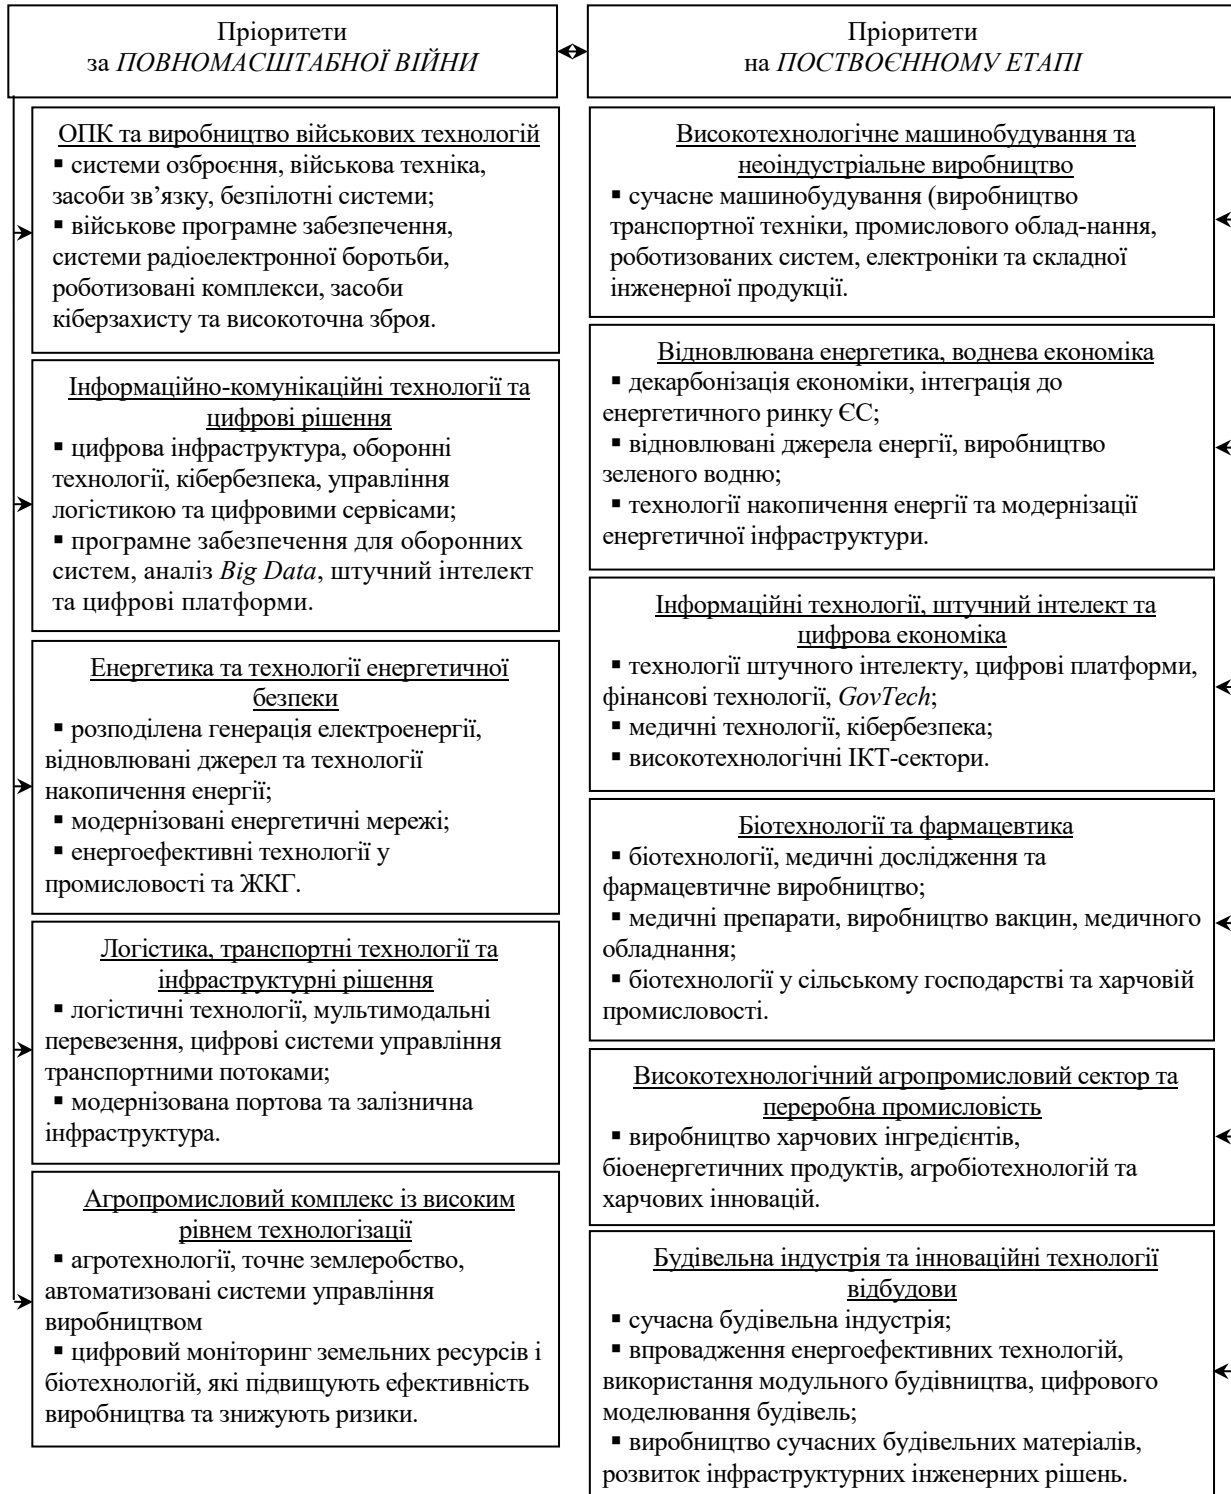 Пріоритети
за ПОВНОМАСШТАБНОЇ ВІЙНИ
ОПК та виробництво військових технологій
▪ системи озброєння, військова техніка,
засоби зв’язку, безпілотні системи;
▪ військове програмне забезпечення,
системи радіоелектронної боротьби,
роботизовані комплекси, засоби
кіберзахисту та високоточна зброя.
Інформаційно-комунікаційні технології та
цифрові рішення
▪ цифрова інфраструктура, оборонні
технології, кібербезпека, управління
логістикою та цифровими сервісами;
▪ програмне забезпечення для оборонних
систем, аналіз Big Data, штучний інтелект
та цифрові платформи.
Енергетика та технології енергетичної
безпеки
▪ розподілена генерація електроенергії,
відновлювані джерел та технології
накопичення енергії;
▪ модернізовані енергетичні мережі;
▪ енергоефективні технології у
промисловості та ЖКГ.
Логістика, транспортні технології та
інфраструктурні рішення
▪ логістичні технології, мультимодальні
перевезення, цифрові системи управління
транспортними потоками;
▪ модернізована портова та залізнична
інфраструктура.
Агропромисловий комплекс із високим
рівнем технологізації
▪ агротехнології, точне землеробство,
автоматизовані системи управління
виробництвом
▪ цифровий моніторинг земельних ресурсів і
біотехнологій, які підвищують ефективність
виробництва та знижують ризики.
Пріоритети
на ПОСТВОЄННОМУ ЕТАПІ
Високотехнологічне машинобудування та
неоіндустріальне виробництво
▪ сучасне машинобудування (виробництво
транспортної техніки, промислового облад-нання,
роботизованих систем, електроніки та складної
інженерної продукції.
Відновлювана енергетика, воднева економіка
▪ декарбонізація економіки, інтеграція до
енергетичного ринку ЄС;
▪ відновлювані джерела енергії, виробництво
зеленого водню;
▪ технології накопичення енергії та модернізації
енергетичної інфраструктури.
Інформаційні технології, штучний інтелект та
цифрова економіка
▪ технології штучного інтелекту, цифрові платформи,
фінансові технології, GovTech;
▪ медичні технології, кібербезпека;
▪ високотехнологічні ІКТ-сектори.
Біотехнології та фармацевтика
▪ біотехнології, медичні дослідження та
фармацевтичне виробництво;
▪ медичні препарати, виробництво вакцин, медичного
обладнання;
▪ біотехнології у сільському господарстві та харчовій
промисловості.
Високотехнологічний агропромисловий сектор та
переробна промисловість
▪ виробництво харчових інгредієнтів,
біоенергетичних продуктів, агробіотехнологій та
харчових інновацій.
Будівельна індустрія та інноваційні технології
відбудови
▪ сучасна будівельна індустрія;
▪ впровадження енергоефективних технологій,
використання модульного будівництва, цифрового
моделювання будівель;
▪ виробництво сучасних будівельних матеріалів,
розвиток інфраструктурних інженерних рішень.